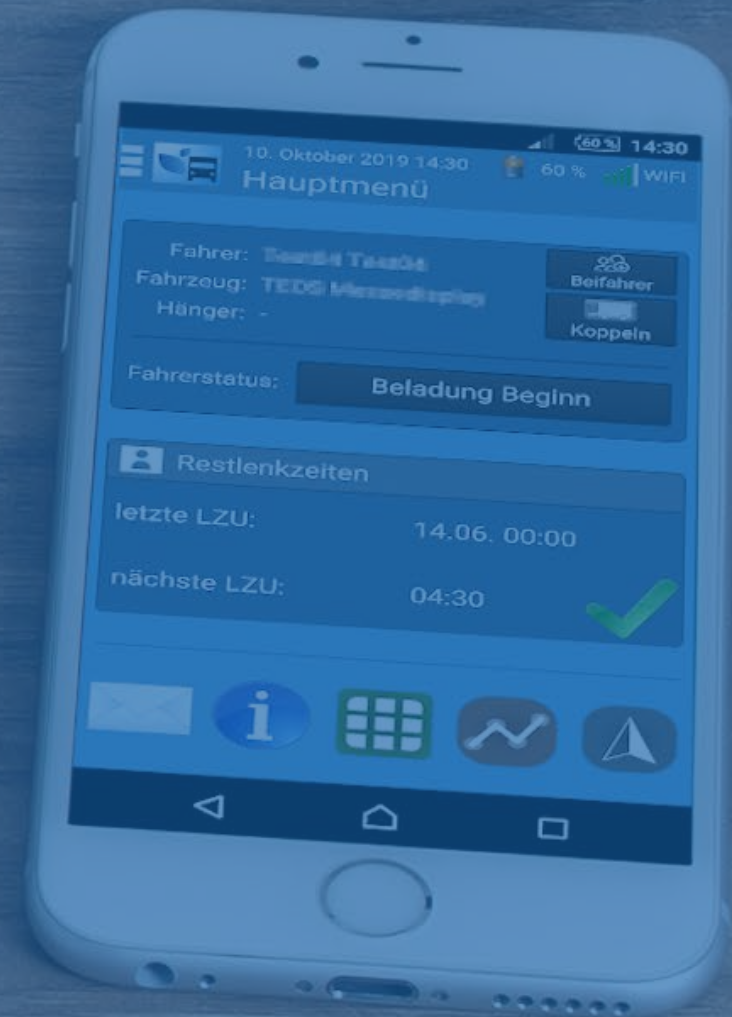 60 % 14:30
10. Oktober 2019 14:30 60 % WIFI
Hauptmenü
Fahrer:
Beifahrer
Fahrzeug:
Hänger: -
Koppeln
Fahrerstatus: Beladung Beginn
Restlenkzeiten
letzte LZU: 14.06. 00:00
nächste LZU: 04:30